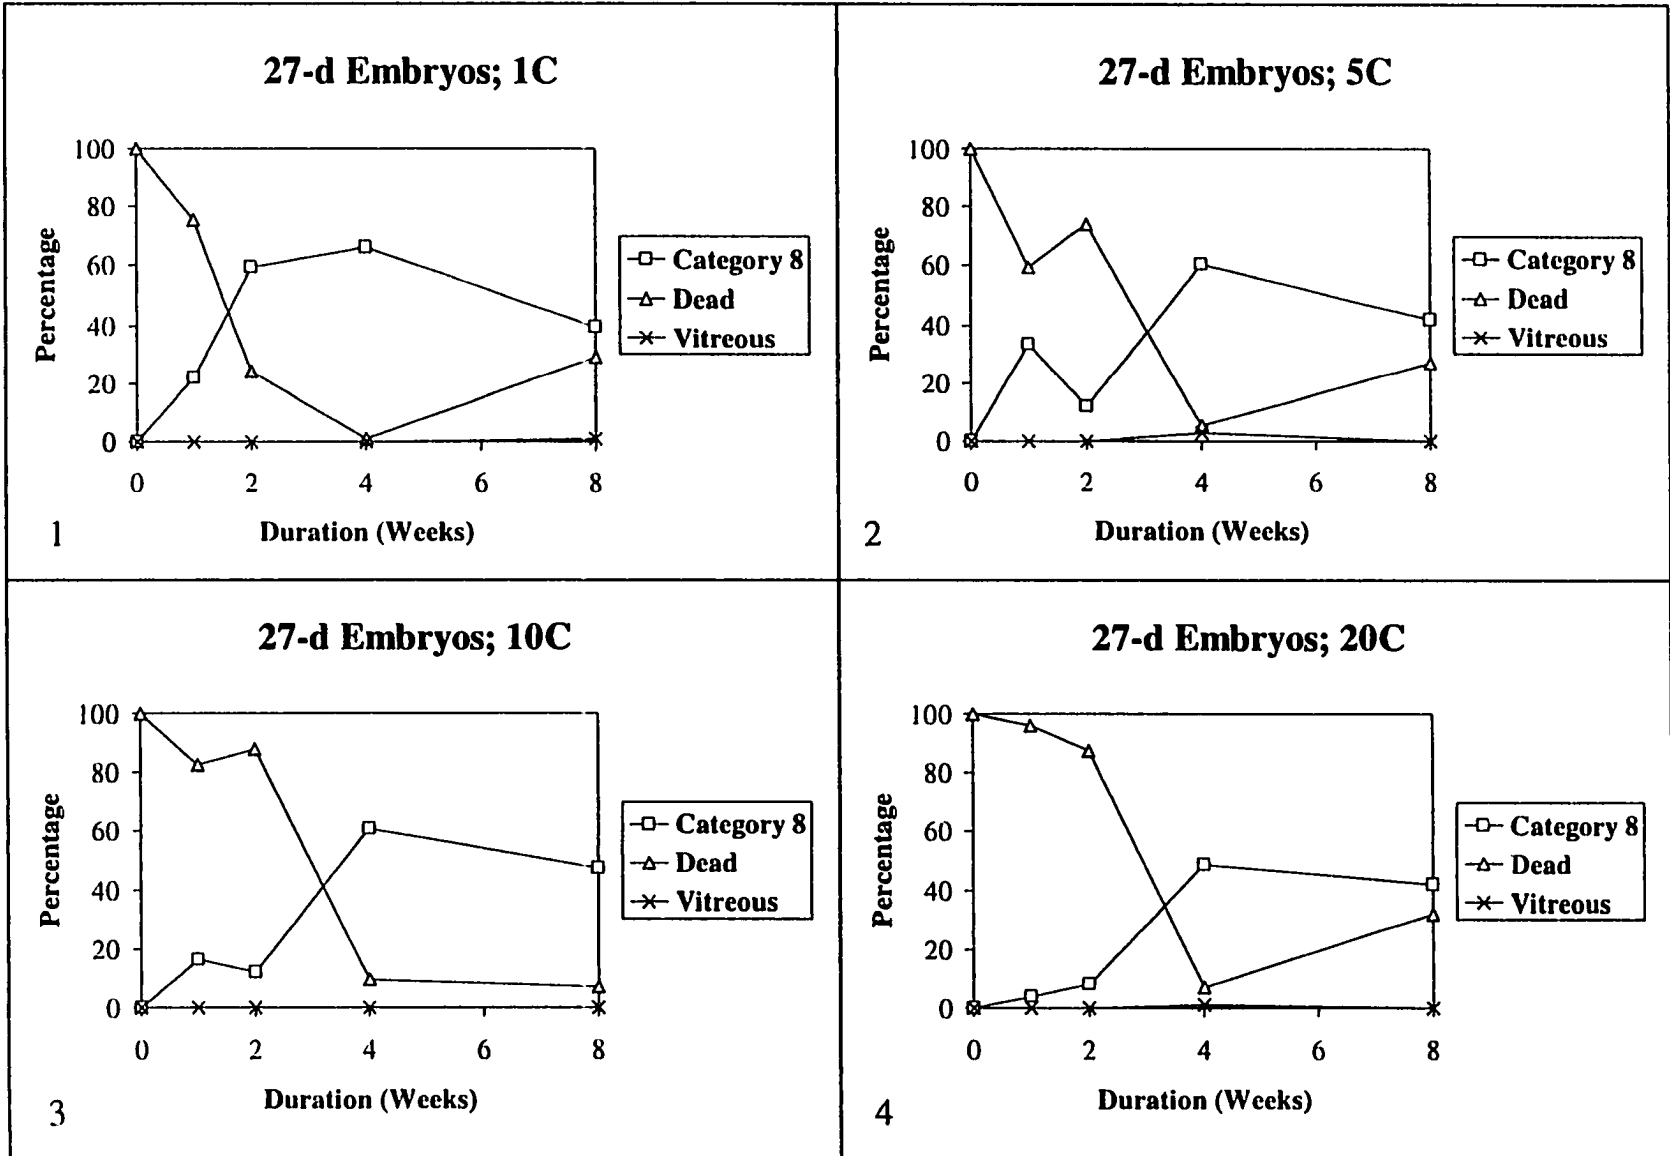 27-d Embryos; 1C
100
80
60
40
20
0
Percentage
0 2 4 6 8
Duration (Weeks)
Category 8
Dead
Vitreous
1
27-d Embryos; 5C
100
80
60
40
20
0
Percentage
0 2 4 6 8
Duration (Weeks)
Category 8
Dead
Vitreous
2
27-d Embryos; 10C
100
80
60
40
20
0
Percentage
0 2 4 6 8
Duration (Weeks)
Category 8
Dead
Vitreous
3
27-d Embryos; 20C
100
80
60
40
20
0
Percentage
0 2 4 6 8
Duration (Weeks)
Category 8
Dead
Vitreous
4